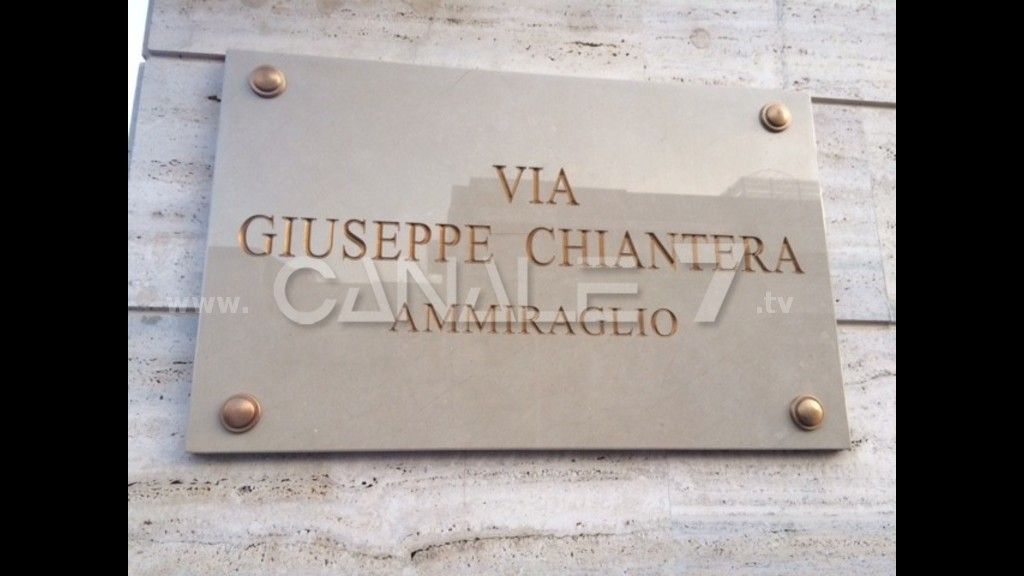 VIA
GIUSEPPE CHIANTERA
www.CANALE 7.tv
AMMIRAGLIO